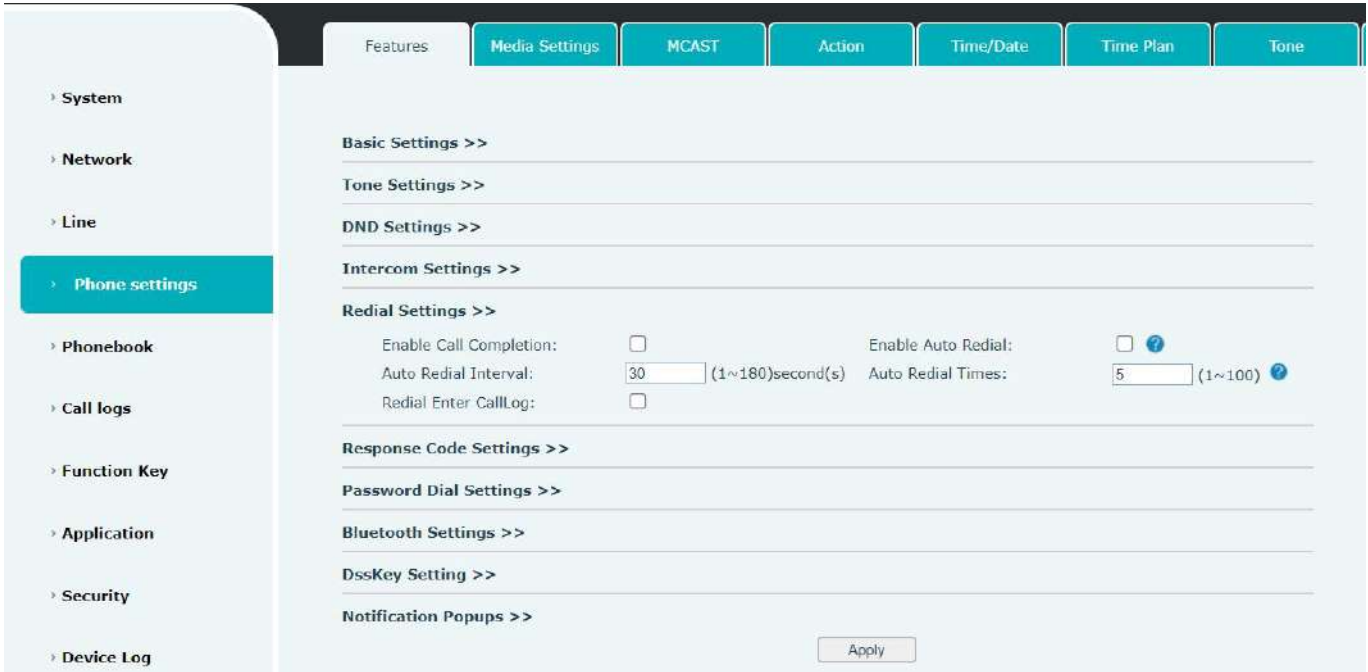 Features Media Settings MCAST Action Time/Date Time Plan Tone
› System
› Network
› Line
› Phone settings
› Phonebook
› Call logs
› Function Key
› Application
› Security
› Device Log
Basic Settings >>
Tone Settings >>
DND Settings >>
Intercom Settings >>
Redial Settings >>
Enable Call Completion: Enable Auto Redial: ?
Auto Redial Interval: 30 (1~180)second(s) Auto Redial Times: 5 (1~100) ?
Redial Enter CallLog:
Response Code Settings >>
Password Dial Settings >>
Bluetooth Settings >>
DssKey Setting >>
Notification Popups >>
Apply